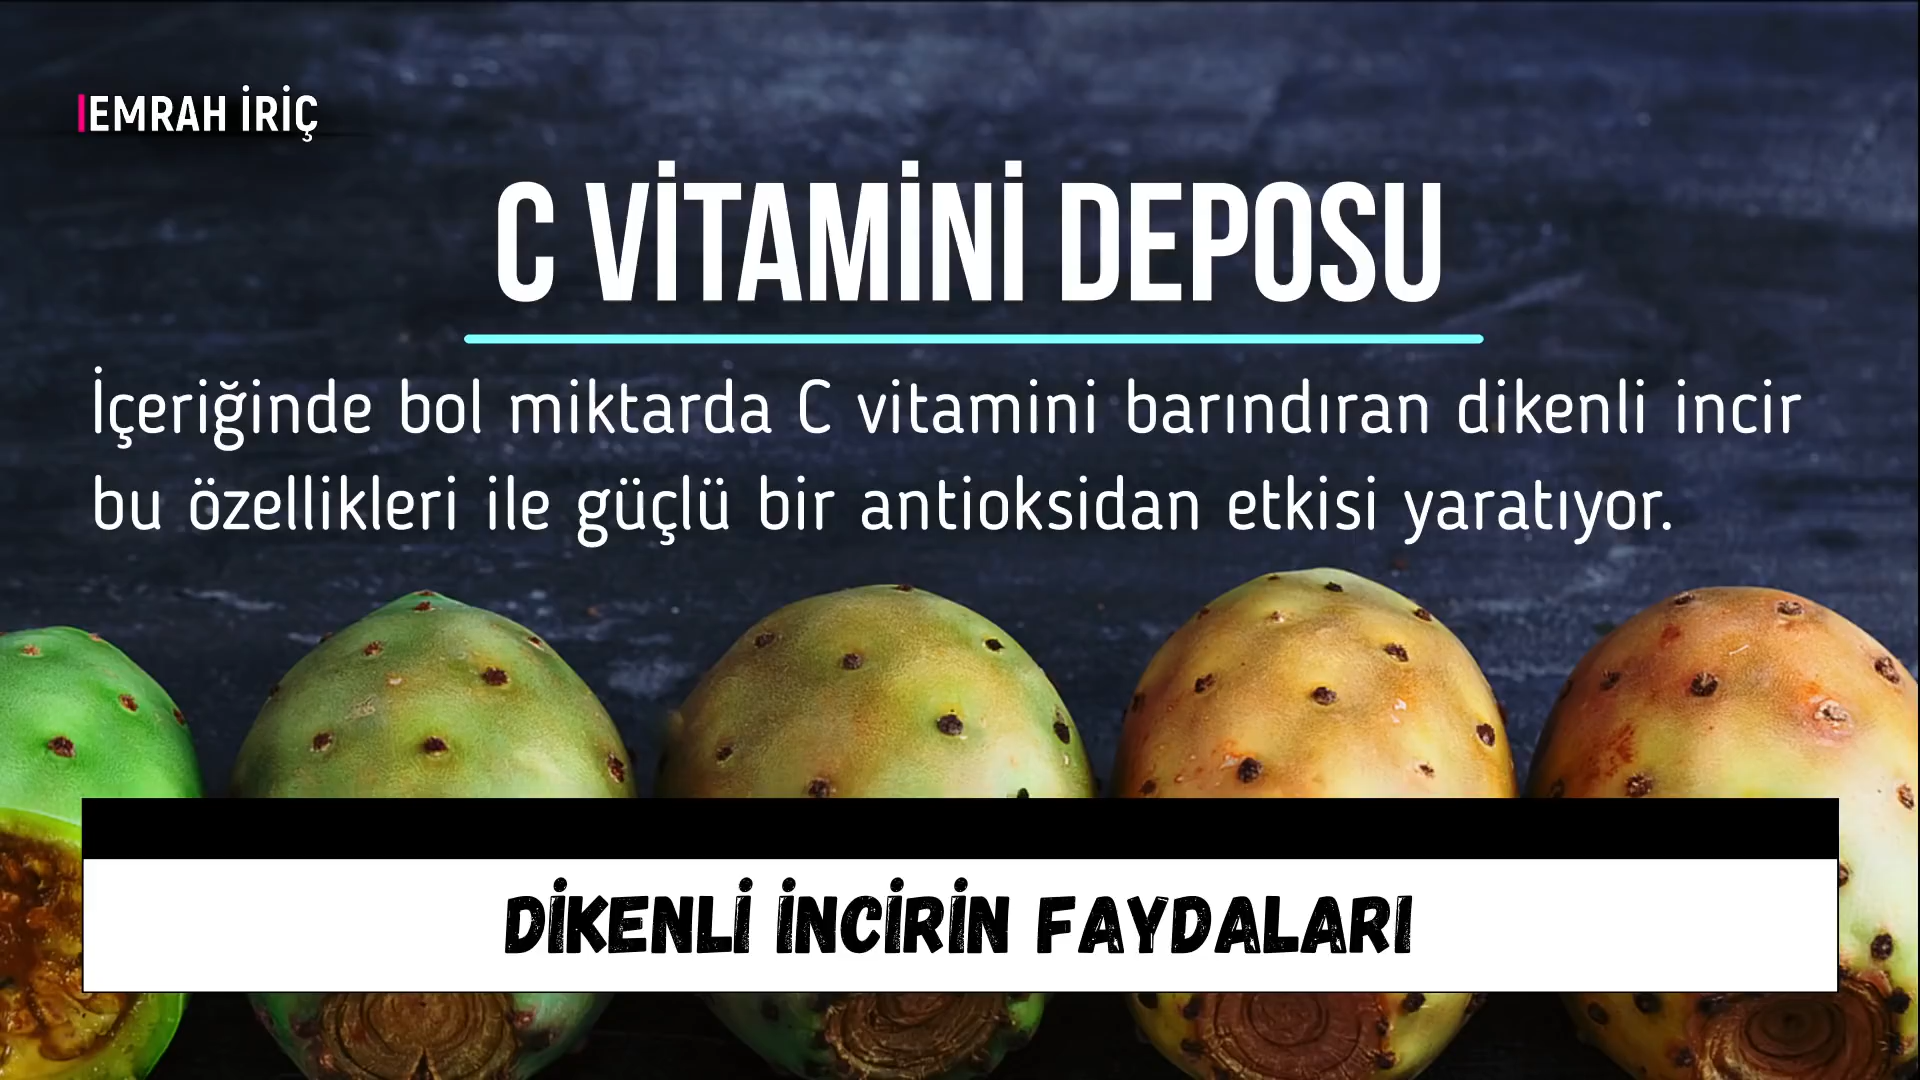 EMRAH İRİÇ
C VİTAMİNİ DEPOSU
İçeriğinde bol miktarda C vitamini barındıran dikenli incir
bu özellikleri ile güçlü bir antioksidan etkisi yaratıyor.
DİKENLİ İNCİRİN FAYDALARI